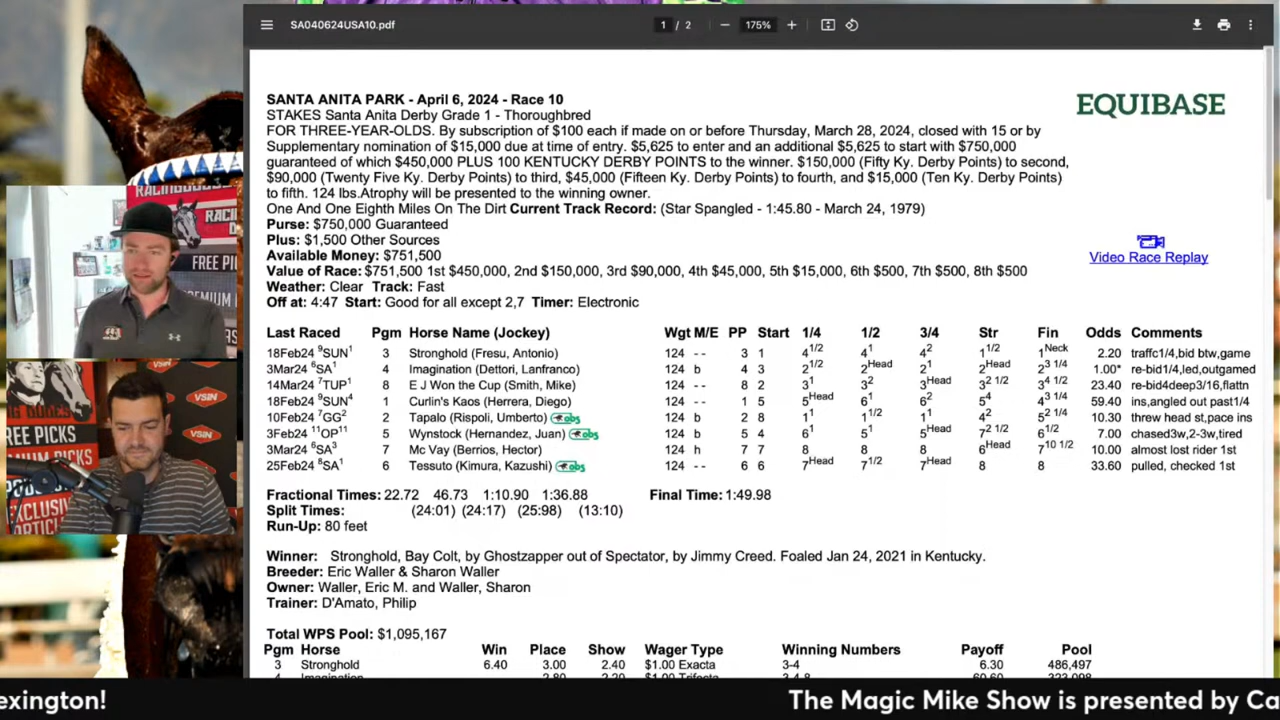 SA040624USA10.pdf
1 / 2
175%
SANTA ANITA PARK - April 6, 2024 - Race 10
STAKES Santa Anita Derby Grade 1 - Thoroughbred
EQUIBASE
FOR THREE-YEAR-OLDS. By subscription of $100 each if made on or before Thursday, March 28, 2024, closed with 15 or by
Supplementary nomination of $15,000 due at time of entry. $5,625 to enter and an additional $5,625 to start with $750,000
guaranteed of which $450,000 PLUS 100 KENTUCKY DERBY POINTS to the winner. $150,000 (Fifty Ky. Derby Points) to second,
$90,000 (Twenty Five Ky. Derby Points) to third, $45,000 (Fifteen Ky. Derby Points) to fourth, and $15,000 (Ten Ky. Derby Points)
to fifth. 124 lbs.Atrophy will be presented to the winning owner.
One And One Eighth Miles On The Dirt Current Track Record: (Star Spangled - 1:45.80 - March 24, 1979)
Purse: $750,000 Guaranteed
Plus: $1,500 Other Sources
Available Money: $751,500
Video Race Replay
Value of Race: $751,500 1st $450,000, 2nd $150,000, 3rd $90,000, 4th $45,000, 5th $15,000, 6th $500, 7th $500, 8th $500
Weather: Clear Track: Fast
Off at: 4:47 Start: Good for all except 2,7 Timer: Electronic
Last Raced Pgm Horse Name (Jockey) Wgt M/E PP Start 1/4 1/2 3/4 Str Fin Odds Comments
18Feb24 9SUN1 3 Stronghold (Fresu, Antonio) 124 - - 3 1 4 1/2 4 1 4 2 1 1/2 1 Neck 2.20 traffc1/4,bid btw,game
3Mar24 6SA1 4 Imagination (Dettori, Lanfranco) 124 b 4 3 2 1/2 2 Head 2 1 2 Head 2 3 1/4 1.00* re-bid1/4,led,outgamed
14Mar24 7TUP1 8 E J Won the Cup (Smith, Mike) 124 - - 8 2 3 1 3 2 3 Head 3 2 1/2 3 4 1/2 23.40 re-bid4deep3/16,flattn
18Feb24 9SUN4 1 Curlin's Kaos (Herrera, Diego) 124 - - 1 5 5 Head 6 1 6 2 5 4 4 3 1/4 59.40 ins,angled out past1/4
10Feb24 7GG2 2 Tapalo (Rispoli, Umberto) obs 124 b 2 8 1 1 1 1/2 1 1 4 2 5 2 1/4 10.30 threw head st,pace ins
3Feb24 11OP11 5 Wynstock (Hernandez, Juan) obs 124 b 5 4 6 1 5 1 5 Head 7 2 1/2 6 1/2 7.00 chased3w,2-3w,tired
3Mar24 6SA3 7 Mc Vay (Berrios, Hector) 124 h 7 7 8 8 8 6 Head 7 10 1/2 10.00 almost lost rider 1st
25Feb24 8SA1 6 Tessuto (Kimura, Kazushi) obs 124 - - 6 6 7 Head 7 1/2 7 Head 8 8 33.60 pulled, checked 1st
Fractional Times: 22.72 46.73 1:10.90 1:36.88 Final Time: 1:49.98
Split Times: (24:01) (24:17) (25:98) (13:10)
Run-Up: 80 feet
Winner: Stronghold, Bay Colt, by Ghostzapper out of Spectator, by Jimmy Creed. Foaled Jan 24, 2021 in Kentucky.
Breeder: Eric Waller & Sharon Waller
Owner: Waller, Eric M. and Waller, Sharon
Trainer: D'Amato, Philip
Total WPS Pool: $1,095,167
Pgm Horse Win Place Show Wager Type Winning Numbers Payoff Pool
3 Stronghold 6.40 3.00 2.40 $1.00 Exacta 3-4 6.30 486,497
FREE PI
VSiN
VSiN
VSiN
REE PICKS
EXCLUSIV
exington!
The Magic Mike Show is presented by Ca